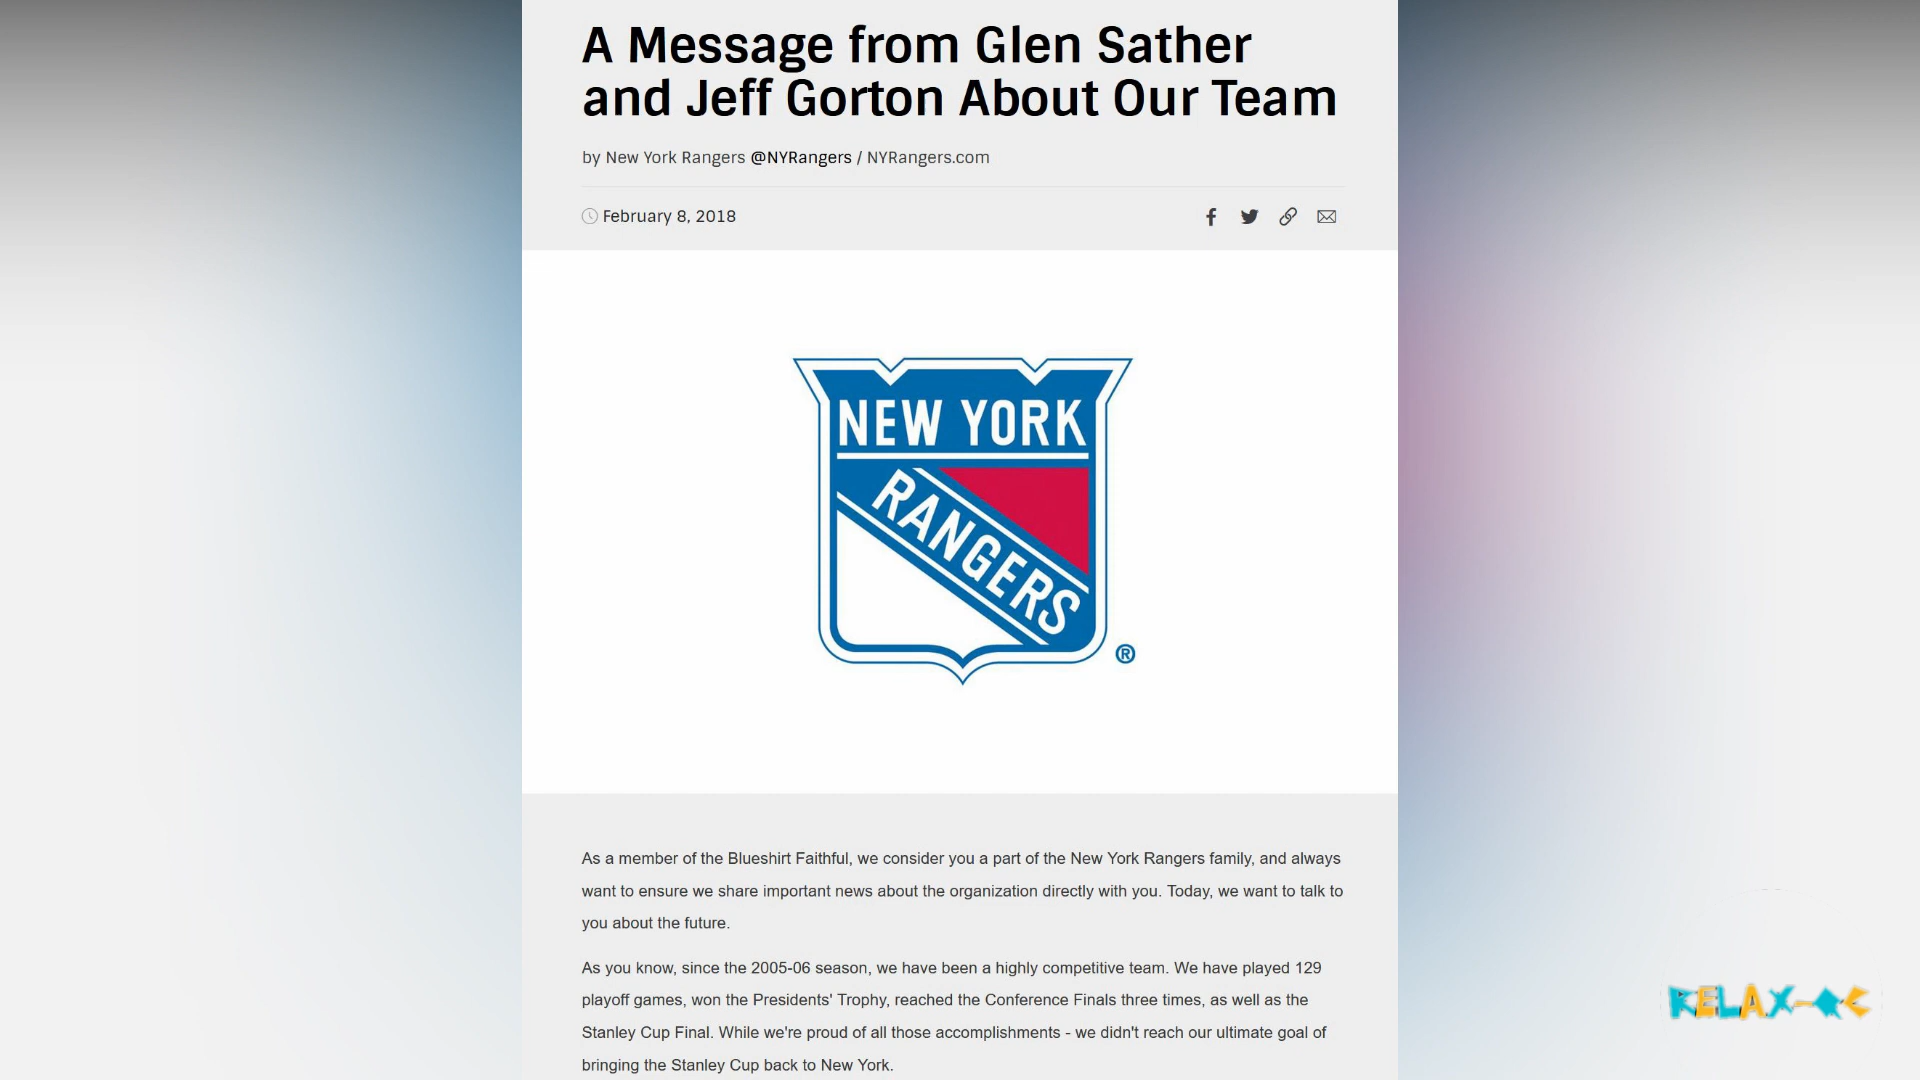 A Message from Glen Sather
and Jeff Gorton About Our Team
by New York Rangers @NYRangers / NYRangers.com
February 8, 2018
NEW YORK
RANGERS
®
As a member of the Blueshirt Faithful, we consider you a part of the New York Rangers family, and always
want to ensure we share important news about the organization directly with you. Today, we want to talk to
you about the future.
As you know, since the 2005-06 season, we have been a highly competitive team. We have played 129
playoff games, won the Presidents' Trophy, reached the Conference Finals three times, as well as the
Stanley Cup Final. While we're proud of all those accomplishments - we didn't reach our ultimate goal of
bringing the Stanley Cup back to New York.